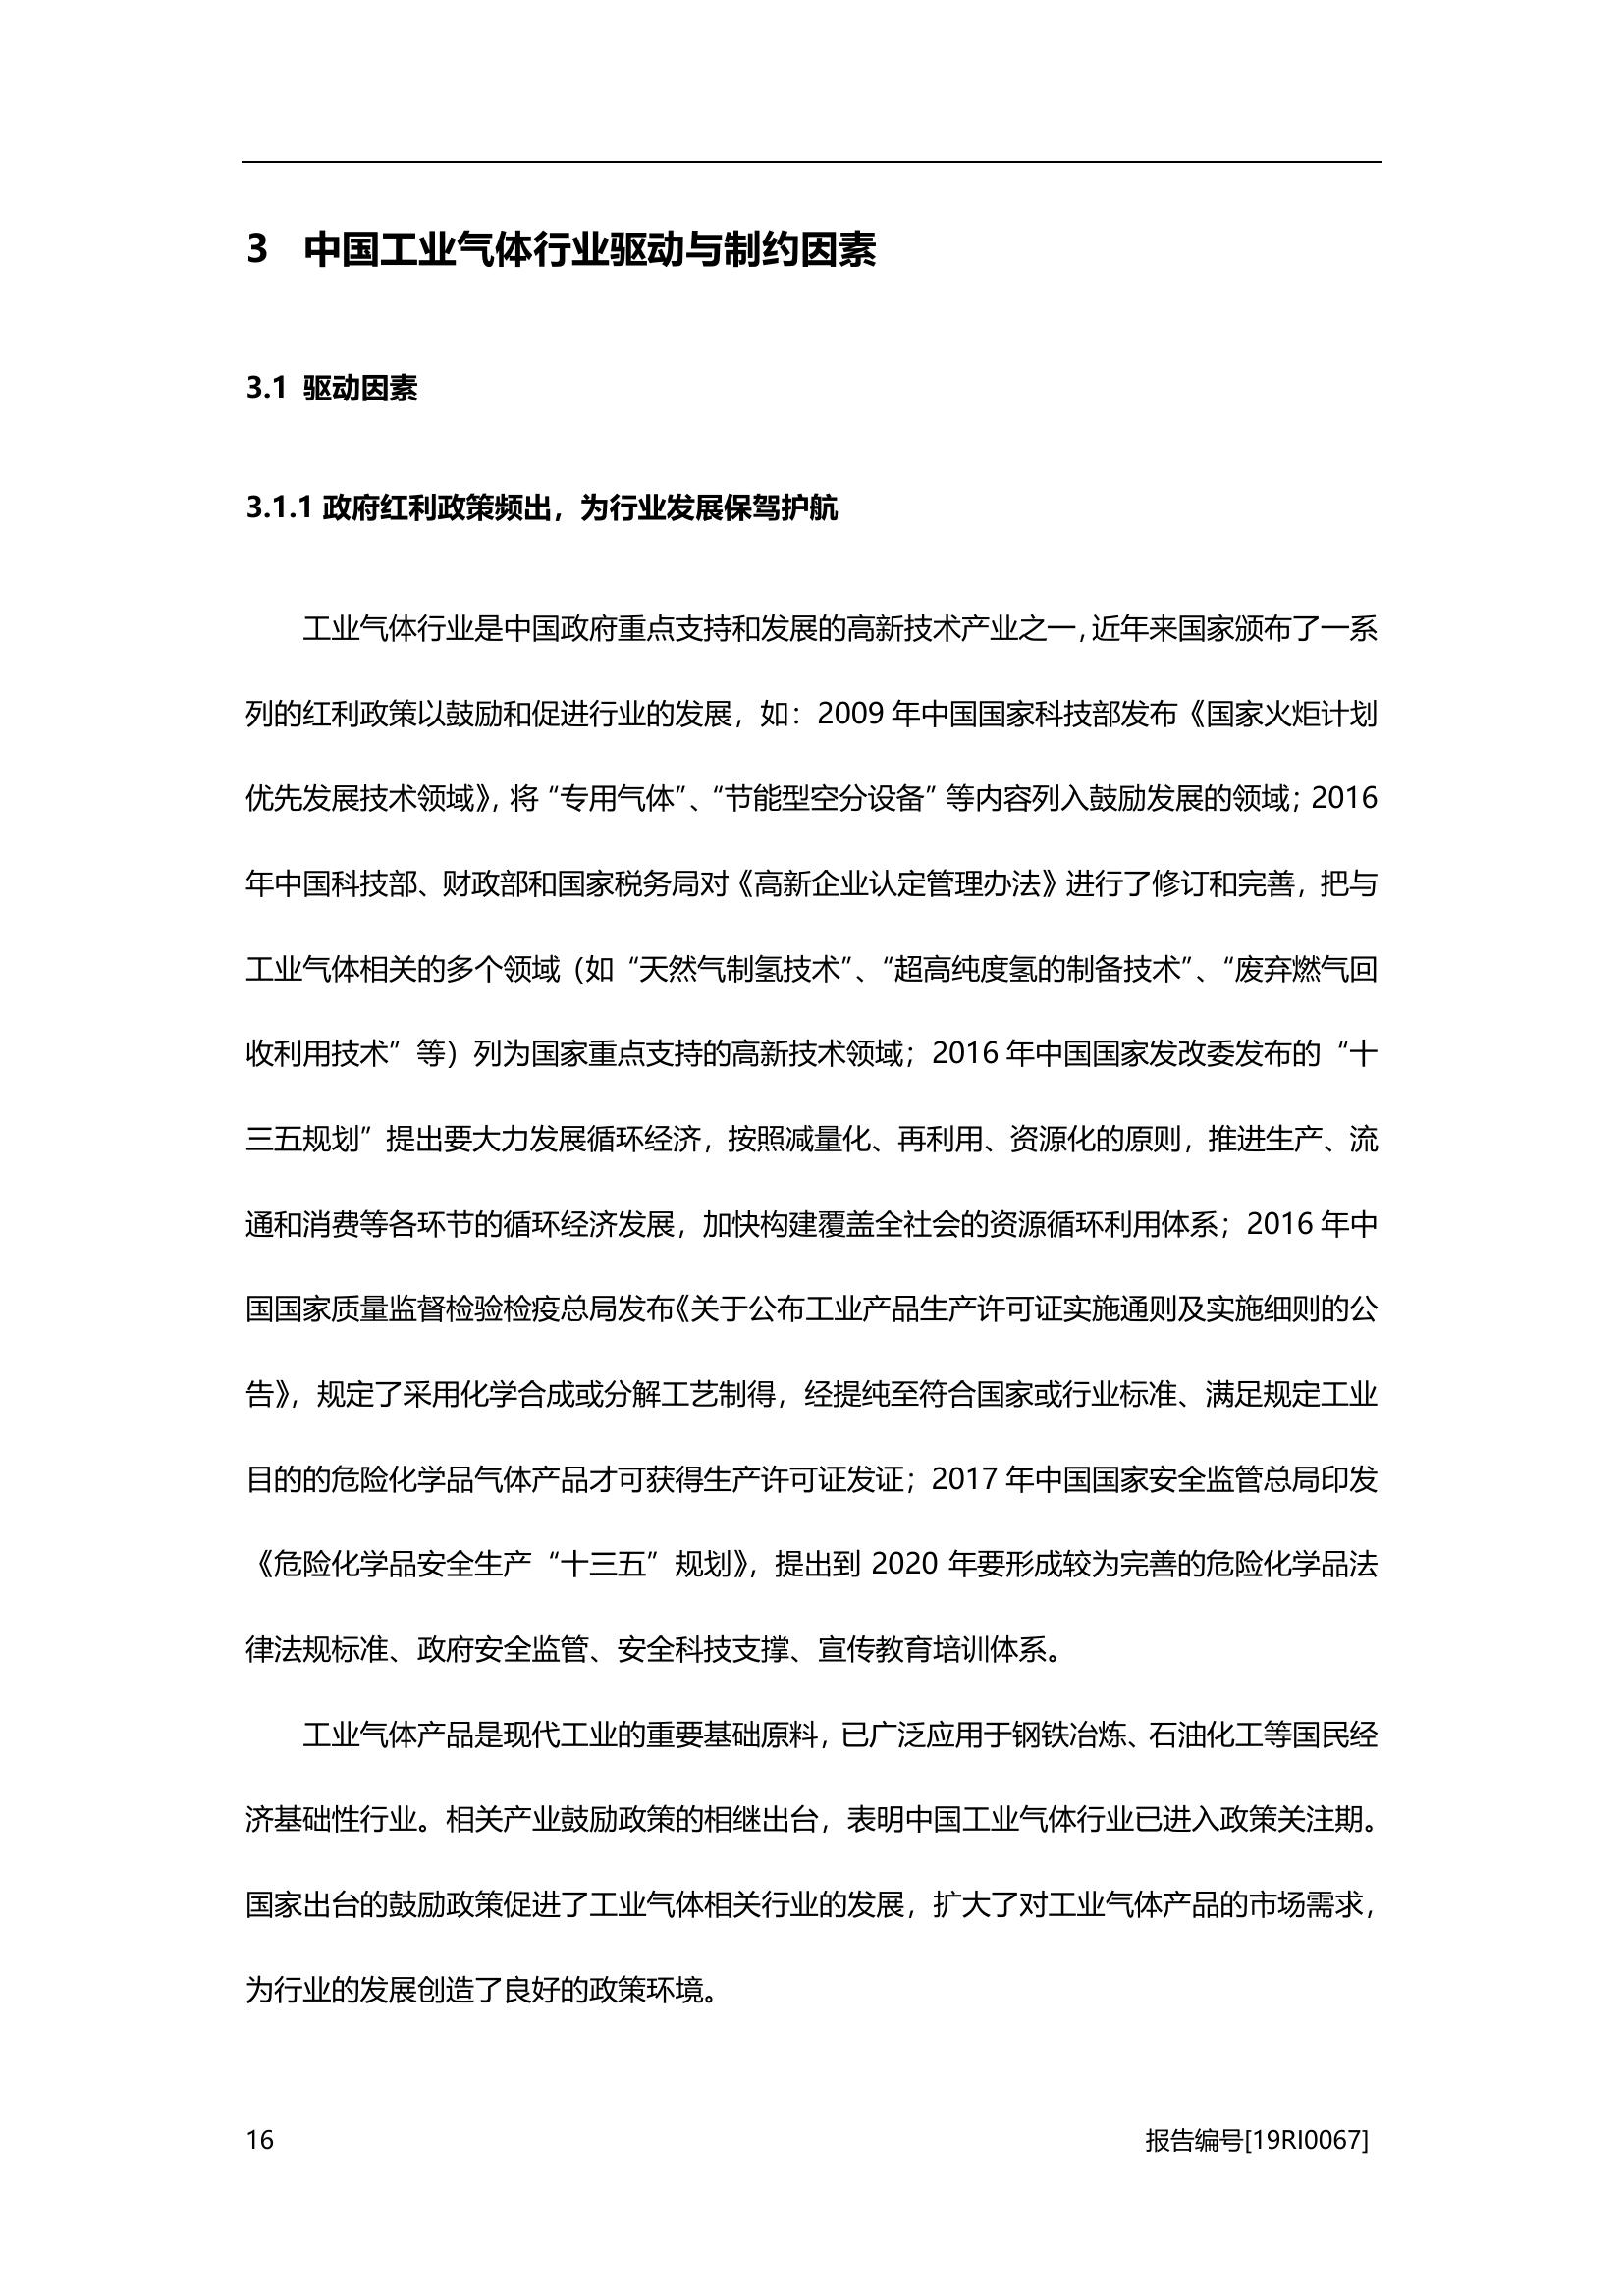 3 中国工业气体行业驱动与制约因素
3.1 驱动因素
3.1.1 政府红利政策频出，为行业发展保驾护航
工业气体行业是中国政府重点支持和发展的高新技术产业之一，近年来国家颁布了一系
列的红利政策以鼓励和促进行业的发展，如：2009 年中国国家科技部发布《国家火炬计划
优先发展技术领域》，将“专用气体”、“节能型空分设备”等内容列入鼓励发展的领域；2016
年中国科技部、财政部和国家税务局对《高新企业认定管理办法》进行了修订和完善，把与
工业气体相关的多个领域（如“天然气制氢技术”、“超高纯度氢的制备技术”、“废弃燃气回
收利用技术”等）列为国家重点支持的高新技术领域；2016 年中国国家发改委发布的“十
三五规划”提出要大力发展循环经济，按照减量化、再利用、资源化的原则，推进生产、流
通和消费等各环节的循环经济发展，加快构建覆盖全社会的资源循环利用体系；2016 年中
国国家质量监督检验检疫总局发布《关于公布工业产品生产许可证实施通则及实施细则的公
告》，规定了采用化学合成或分解工艺制得，经提纯至符合国家或行业标准、满足规定工业
目的的危险化学品气体产品才可获得生产许可证发证；2017 年中国国家安全监管总局印发
《危险化学品安全生产“十三五”规划》，提出到 2020 年要形成较为完善的危险化学品法
律法规标准、政府安全监管、安全科技支撑、宣传教育培训体系。
工业气体产品是现代工业的重要基础原料，已广泛应用于钢铁冶炼、石油化工等国民经
济基础性行业。相关产业鼓励政策的相继出台，表明中国工业气体行业已进入政策关注期。
国家出台的鼓励政策促进了工业气体相关行业的发展，扩大了对工业气体产品的市场需求，
为行业的发展创造了良好的政策环境。
16 报告编号[19RI0067]